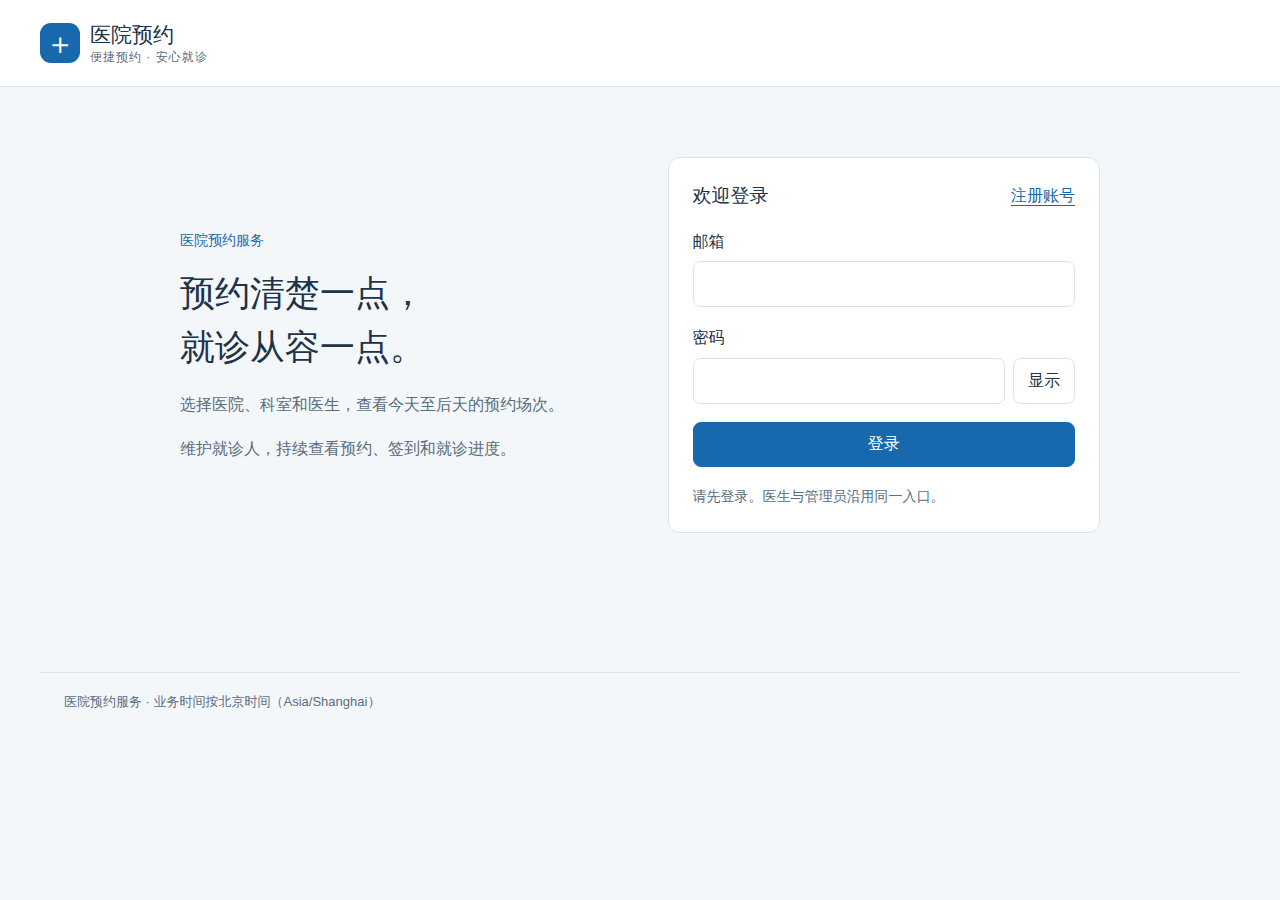 医院预约
便捷预约 · 安心就诊
医院预约服务
预约清楚一点，
就诊从容一点。
选择医院、科室和医生，查看今天至后天的预约场次。
维护就诊人，持续查看预约、签到和就诊进度。
欢迎登录
注册账号
邮箱
密码
显示
登录
请先登录。医生与管理员沿用同一入口。
医院预约服务 · 业务时间按北京时间（Asia/Shanghai）